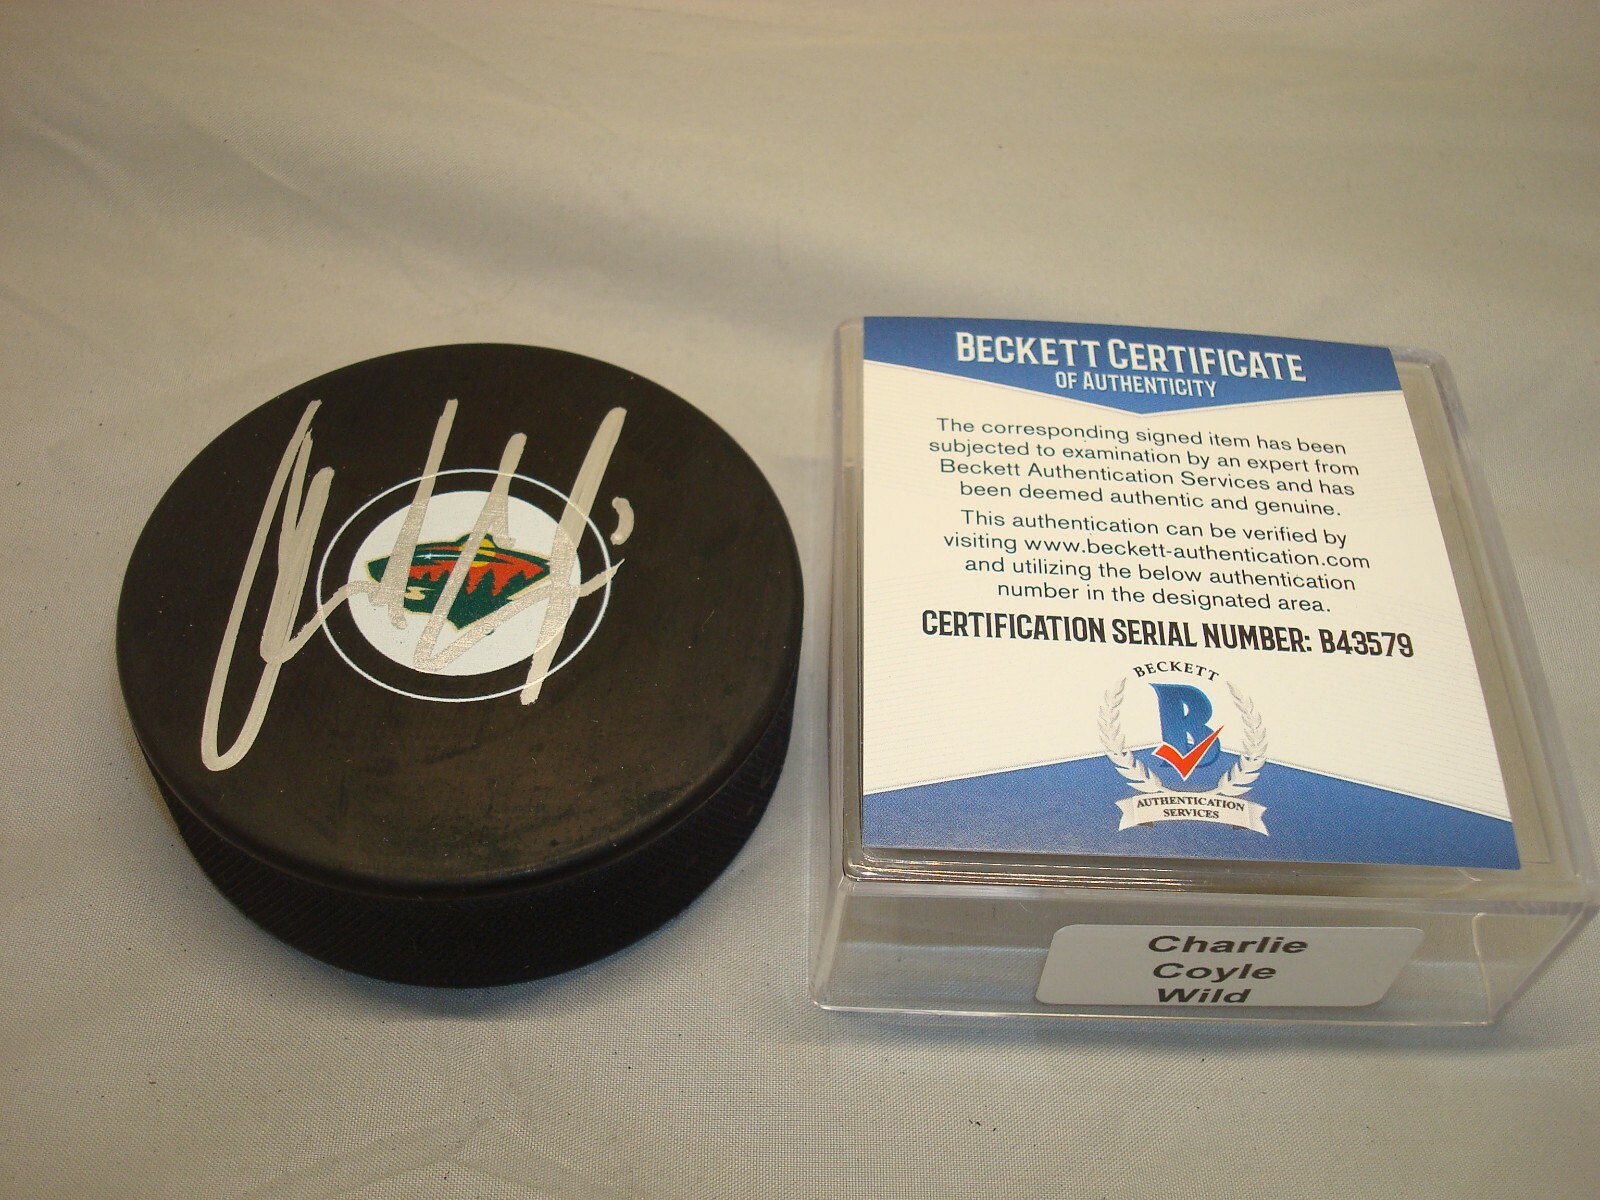 BECKETT CERTIFICATE
OF AUTHENTICITY
The corresponding signed item has been
subjected to examination by an expert from
Beckett Authentication Services and has
been deemed authentic and genuine.
This authentication can be verified by
visiting www.beckett-authentication.com
and utilizing the below authentication
number in the designated area.
CERTIFICATION SERIAL NUMBER: B43579
BECKETT
B
AUTHENTICATION
SERVICES
Charlie
Coyle
Wild